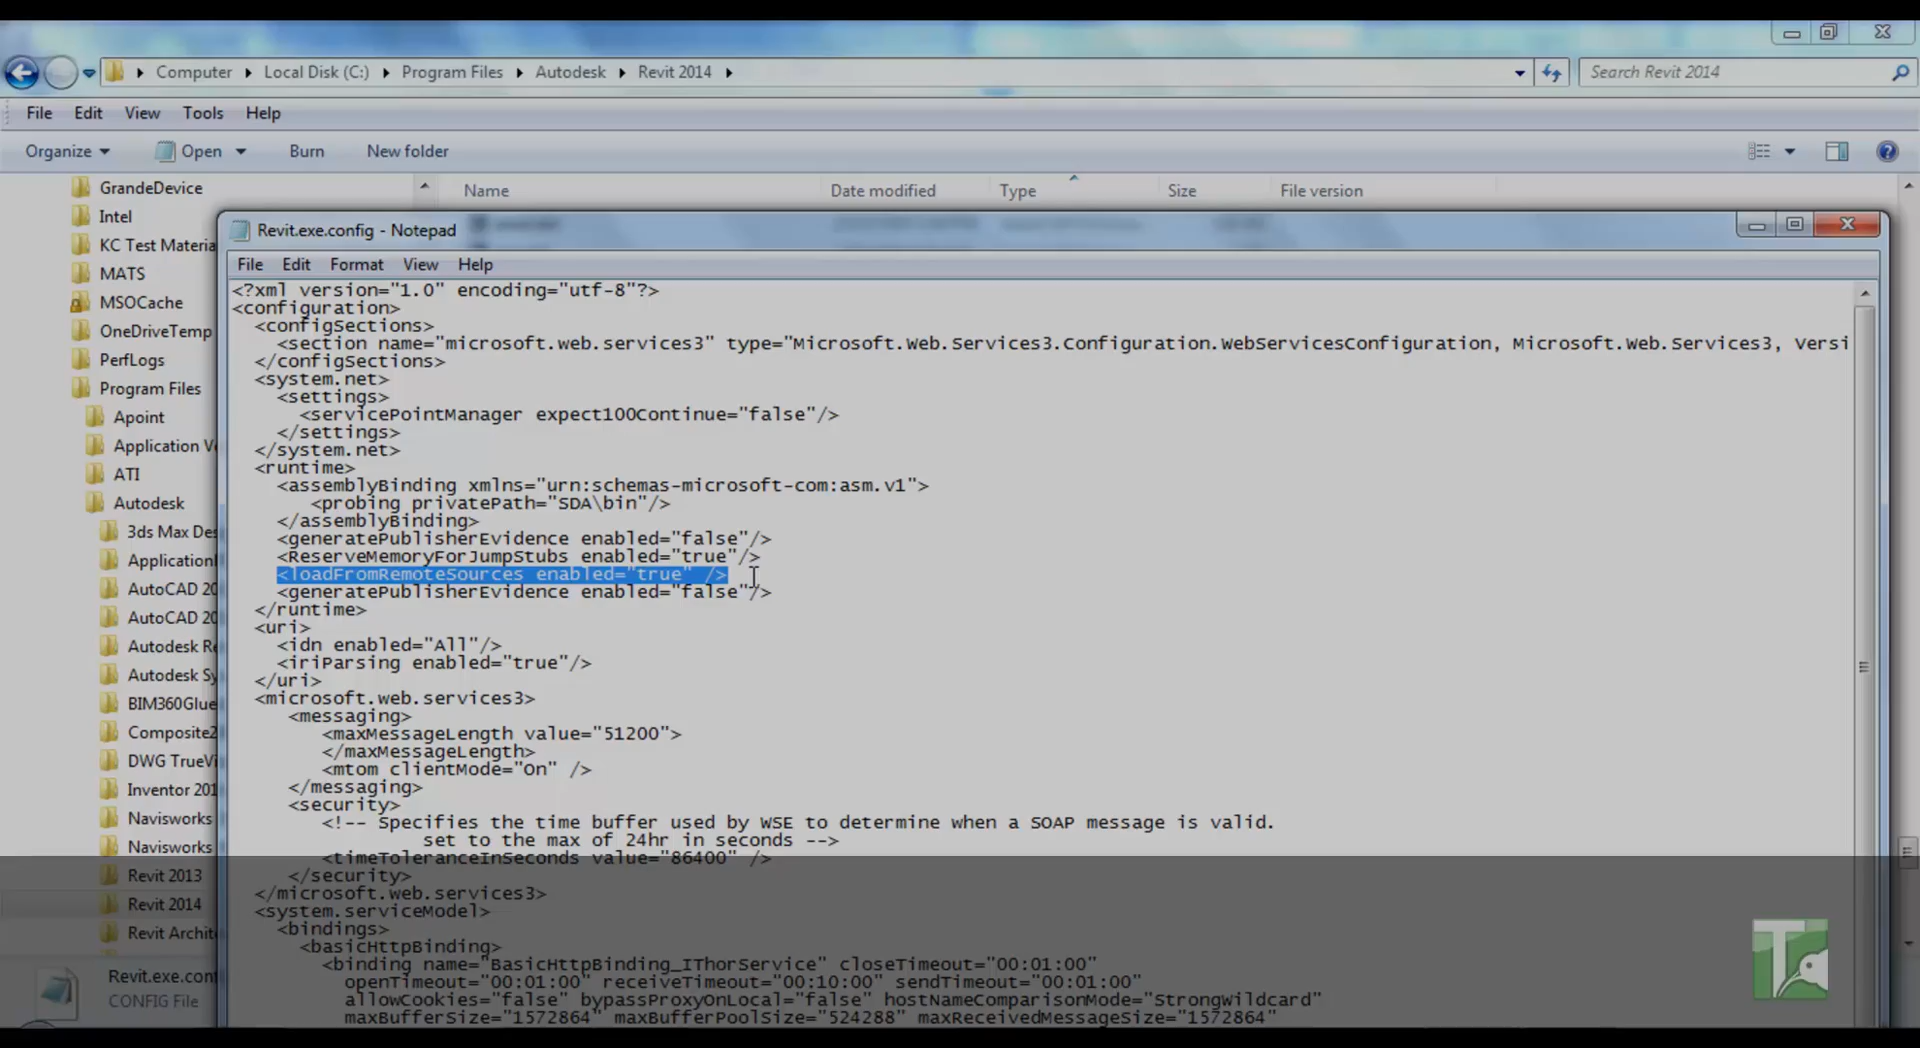 Computer
Local Disk (C:)
Program Files
Autodesk
Revit 2014
Search Revit 2014
File Edit View Tools Help
Organize
Open
Burn
New folder
Name
Date modified
Type
Size
File version
GrandeDevice
Intel
KC Test Materia
MATS
MSOCache
OneDriveTemp
PerfLogs
Program Files
Apoint
Application Ve
ATI
Autodesk
3ds Max Des
Application
AutoCAD 20
AutoCAD 20
Autodesk Re
Autodesk Sy
BIM360Glue
Composite2
DWG TrueVi
Inventor 201
Navisworks
Navisworks
Revit 2013
Revit 2014
Revit Archite
Revit.exe.config - Notepad
File Edit Format View Help
<?xml version="1.0" encoding="utf-8"?>
<configuration>
<configSections>
<section name="microsoft.web.services3" type="Microsoft.Web.Services3.Configuration.WebServicesConfiguration, Microsoft.Web.Services3, Versi
</configSections>
<system.net>
<settings>
<servicePointManager expect100Continue="false"/>
</settings>
</system.net>
<runtime>
<assemblyBinding xmlns="urn:schemas-microsoft-com:asm.v1">
<probing privatePath="SDA\bin"/>
</assemblyBinding>
<generatePublisherEvidence enabled="false"/>
<ReserveMemoryForJumpStubs enabled="true"/>
<loadFromRemoteSources enabled="true" />
<generatePublisherEvidence enabled="false"/>
</runtime>
<uri>
<idn enabled="All"/>
<iriParsing enabled="true"/>
</uri>
<microsoft.web.services3>
<messaging>
<maxMessageLength value="51200">
</maxMessageLength>
<mtom clientMode="On" />
</messaging>
<security>
<!-- Specifies the time buffer used by WSE to determine when a SOAP message is valid.
set to the max of 24hr in seconds -->
<timeToleranceInSeconds value="86400" />
</security>
</microsoft.web.services3>
<system.serviceModel>
<bindings>
<basicHttpBinding>
<binding name="BasicHttpBinding_IThorService" closeTimeout="00:01:00"
openTimeout="00:01:00" receiveTimeout="00:10:00" sendTimeout="00:01:00"
allowCookies="false" bypassProxyOnLocal="false" hostNameComparisonMode="StrongWildcard"
maxBufferSize="1572864" maxBufferPoolSize="524288" maxReceivedMessageSize="1572864"
Revit.exe.conf
CONFIG File